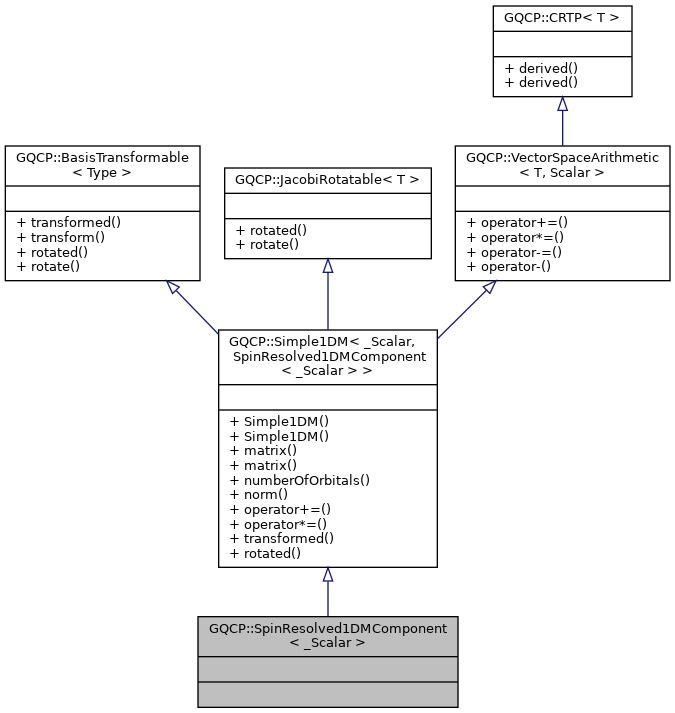 GQCP::CRTP< T >
+ derived()
+ derived()
GQCP::BasisTransformable
< Type >
+ transformed()
+ transform()
+ rotated()
+ rotate()
GQCP::JacobiRotatable< T >
+ rotated()
+ rotate()
GQCP::VectorSpaceArithmetic
< T, Scalar >
+ operator+=()
+ operator*=()
+ operator-=()
+ operator-()
GQCP::Simple1DM< _Scalar,
SpinResolved1DMComponent
< _Scalar > >
+ Simple1DM()
+ Simple1DM()
+ matrix()
+ matrix()
+ numberOfOrbitals()
+ norm()
+ operator+=()
+ operator*=()
+ transformed()
+ rotated()
GQCP::SpinResolved1DMComponent
< _Scalar >